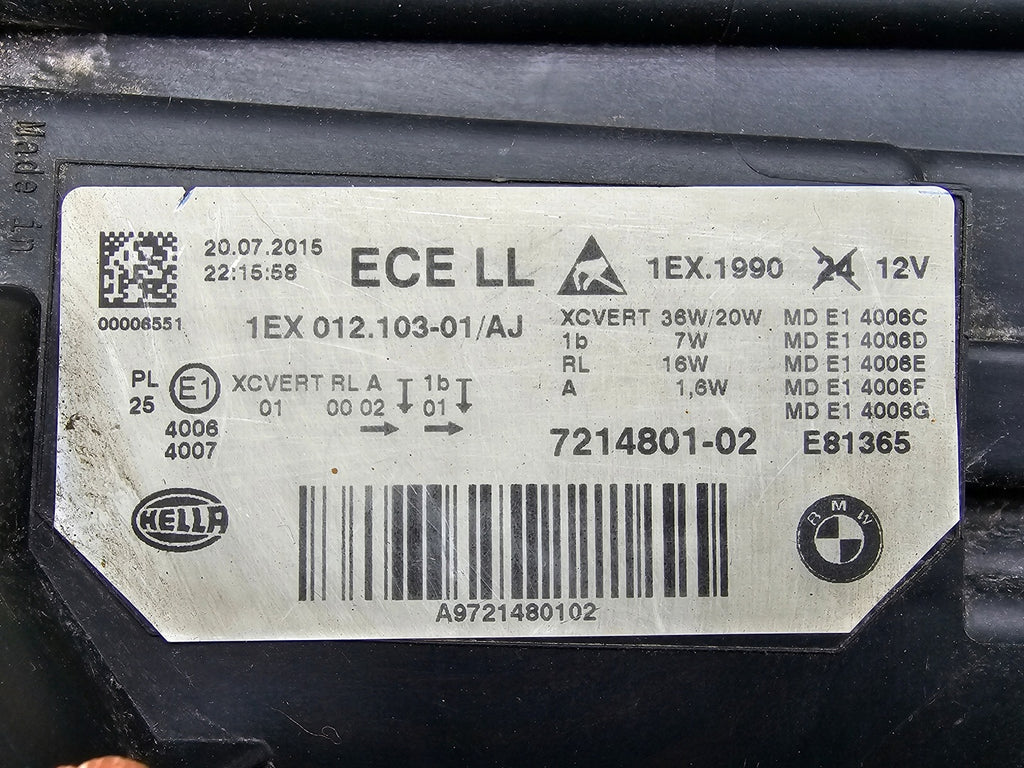 Made in
20.07.2015
22:15:58
ECE LL
1EX.1990 24 12V
00006551
1EX 012.103-01/AJ
XCVERT 36W/20W MD E1 4006C
1b 7W MD E1 4006D
RL 16W MD E1 4006E
A 1,6W MD E1 4006F
MD E1 4006G
PL E1 XCVERT RL A 1b
25 01 00 02 01
4006
4007
7214801-02 E81365
HELLA
BMW
A9721480102